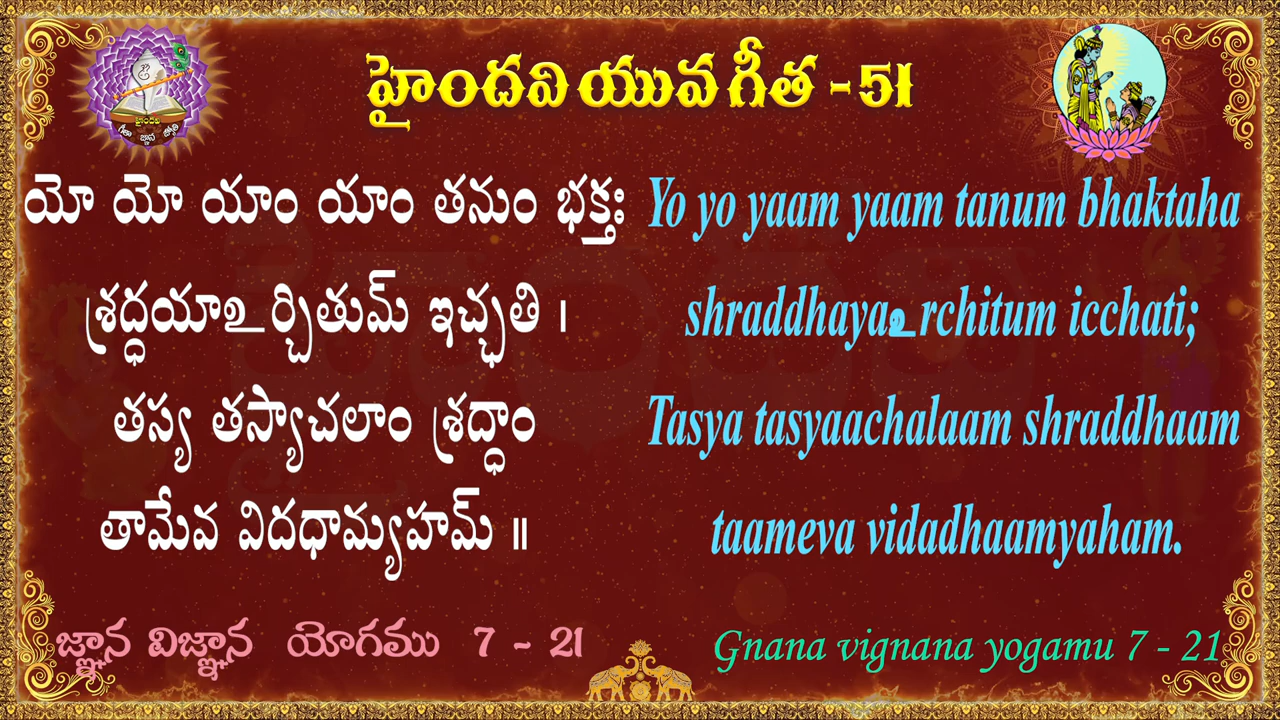 హైందవి యువ గీత - 51
హైందవి
గీతా జ్ఞాన జ్యోతి
యో యో యాం యాం తనుం భక్తః
శ్రద్ధయాఽర్చితుమ్ ఇచ్ఛతి ।
తస్య తస్యాచలాం శ్రద్ధాం
తామేవ విదధామ్యహమ్ ॥
జ్ఞాన విజ్ఞాన యోగము 7 - 21
Yo yo yaam yaam tanum bhaktaha
shraddhayaఽrchitum icchati;
Tasya tasyaachalaam shraddhaam
taameva vidadhaamyaham.
Gnana vignana yogamu 7 - 21